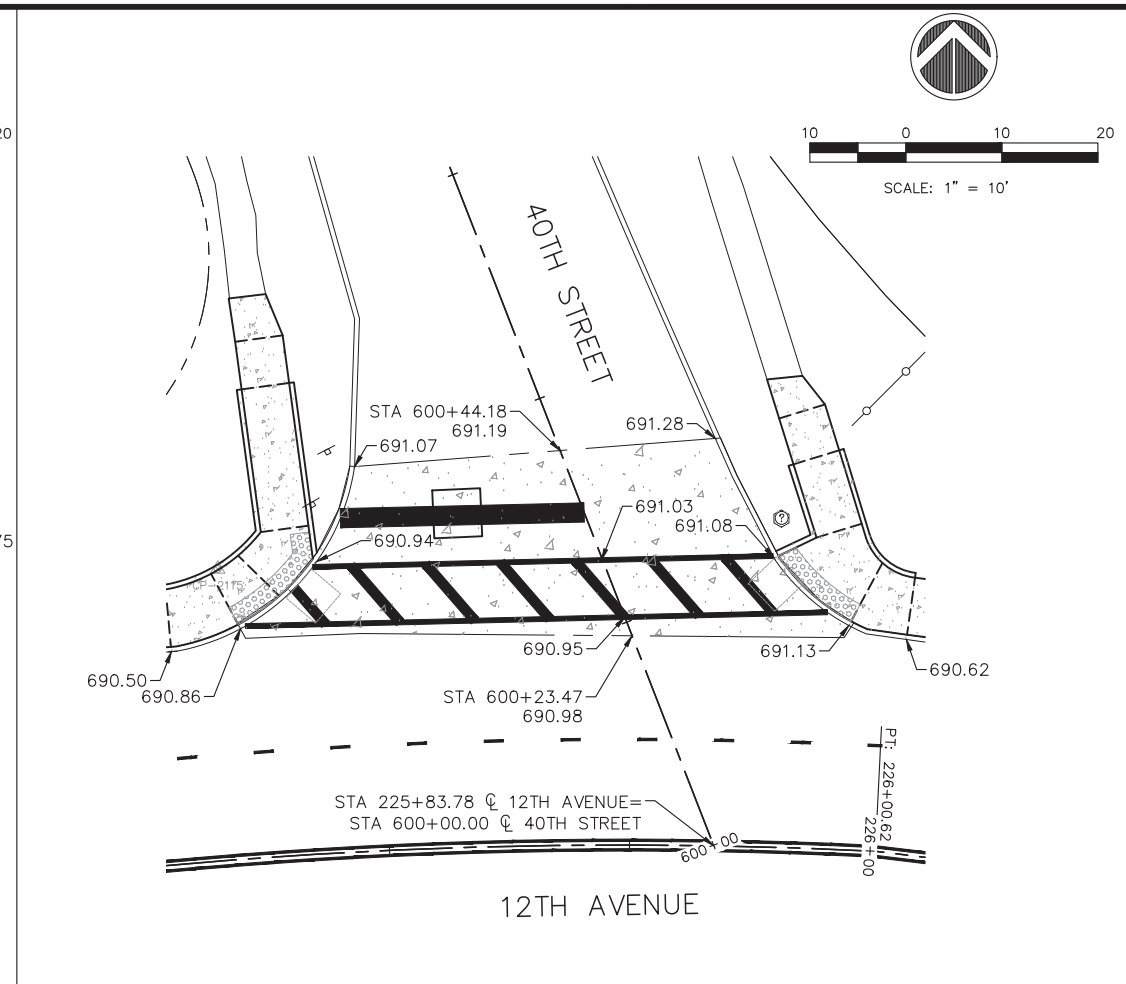 20
10 0 10 20
SCALE: 1" = 10'
40TH STREET
STA 600+44.18
691.19
691.28
691.07
691.03
691.08
690.94
75
CP-2115
690.95
691.13
690.62
690.50
690.86
STA 600+23.47
690.98
PT: 226+00.62
226+00
STA 225+83.78 ℄ 12TH AVENUE=
STA 600+00.00 ℄ 40TH STREET
600+00
12TH AVENUE
?